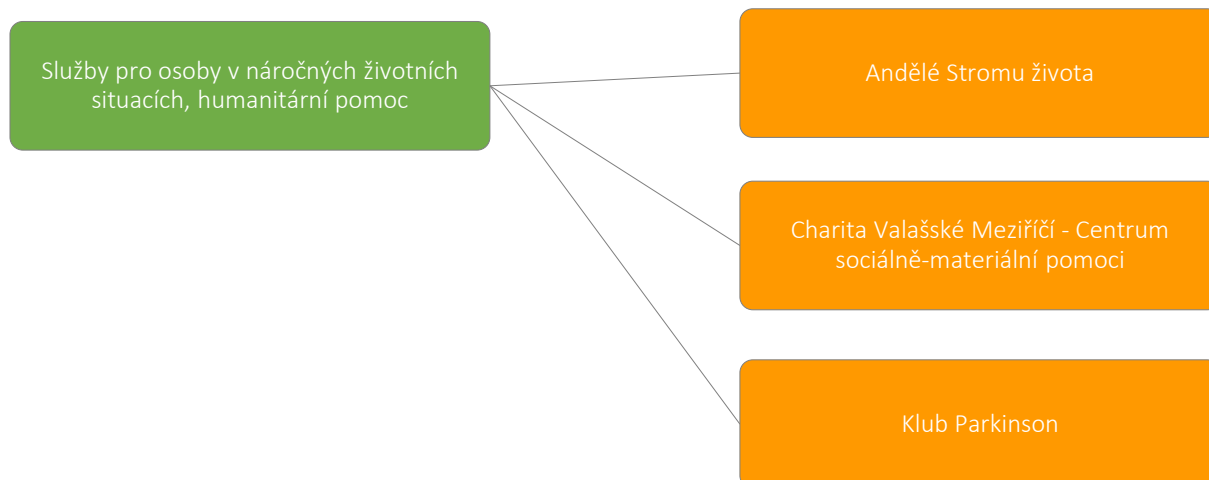 Služby pro osoby v náročných životních
situacích, humanitární pomoc
Andělé Stromu života
Charita Valašské Meziříčí - Centrum
sociálně-materiální pomoci
Klub Parkinson